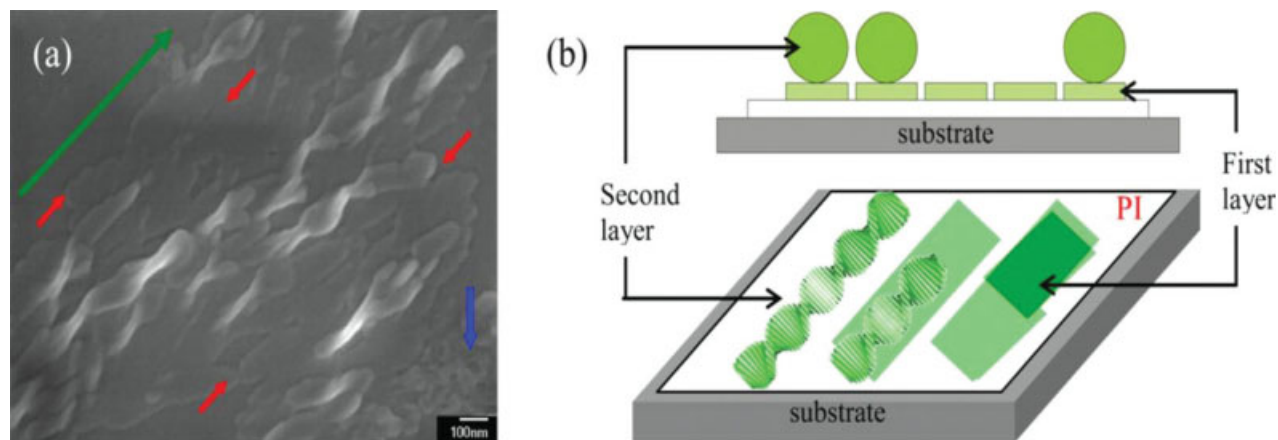 (a)
100nm
(b)
substrate
Second
layer
First
layer
PI
substrate